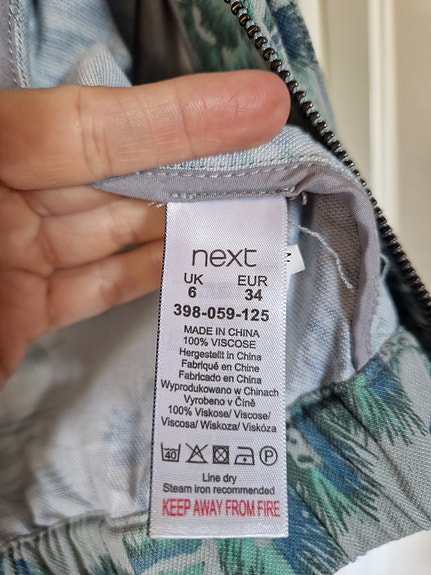 next
UK EUR
6 34
398-059-125
MADE IN CHINA
100% VISCOSE
Hergestellt in China
Fabriqué en Chine
Fabricado en China
Wyprodukowano w Chinach
Vyrobeno v Číně
100% Viskose/ Viscose/
Viscosa/ Wiskoza/ Viskóza
40 P
Line dry
Steam iron recommended
KEEP AWAY FROM FIRE